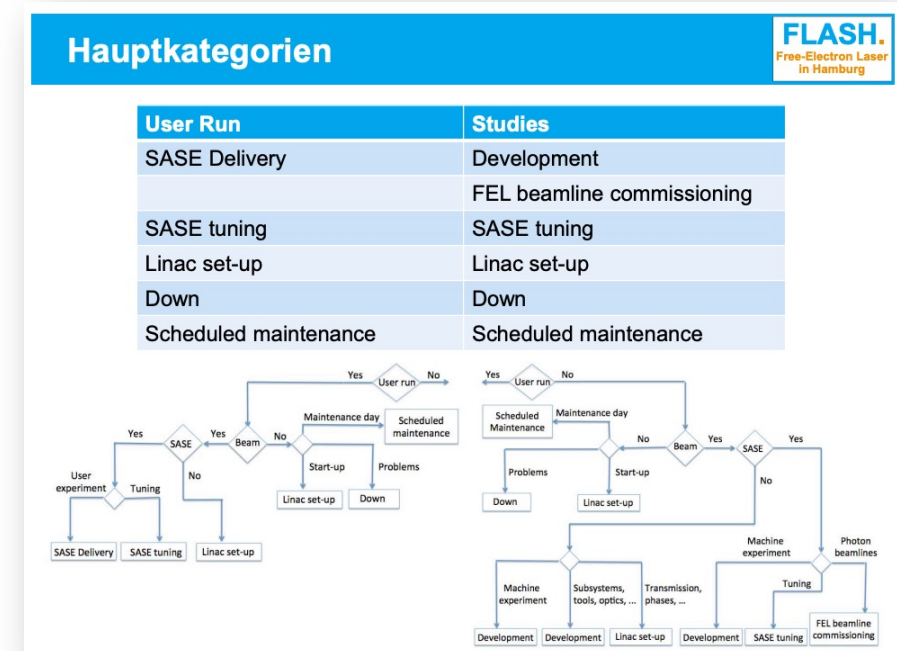 Hauptkategorien
FLASH.
Free-Electron Laser
in Hamburg
User Run
Studies
SASE Delivery
Development
FEL beamline commissioning
SASE tuning
SASE tuning
Linac set-up
Linac set-up
Down
Down
Scheduled maintenance
Scheduled maintenance
Yes
User run
No
Maintenance day
Scheduled
maintenance
Yes
SASE
Yes
Beam
No
Start-up
Problems
User
experiment
Tuning
No
Linac set-up
Down
SASE Delivery
SASE tuning
Linac set-up
Yes
User run
No
Scheduled
Maintenance
Maintenance day
No
Beam
Yes
SASE
Yes
Problems
Start-up
No
Down
Linac set-up
Machine
experiment
Photon
beamlines
Machine
experiment
Subsystems,
tools, optics, ...
Transmission,
phases, ...
Tuning
Development
Development
Linac set-up
Development
SASE tuning
FEL beamline
commissioning